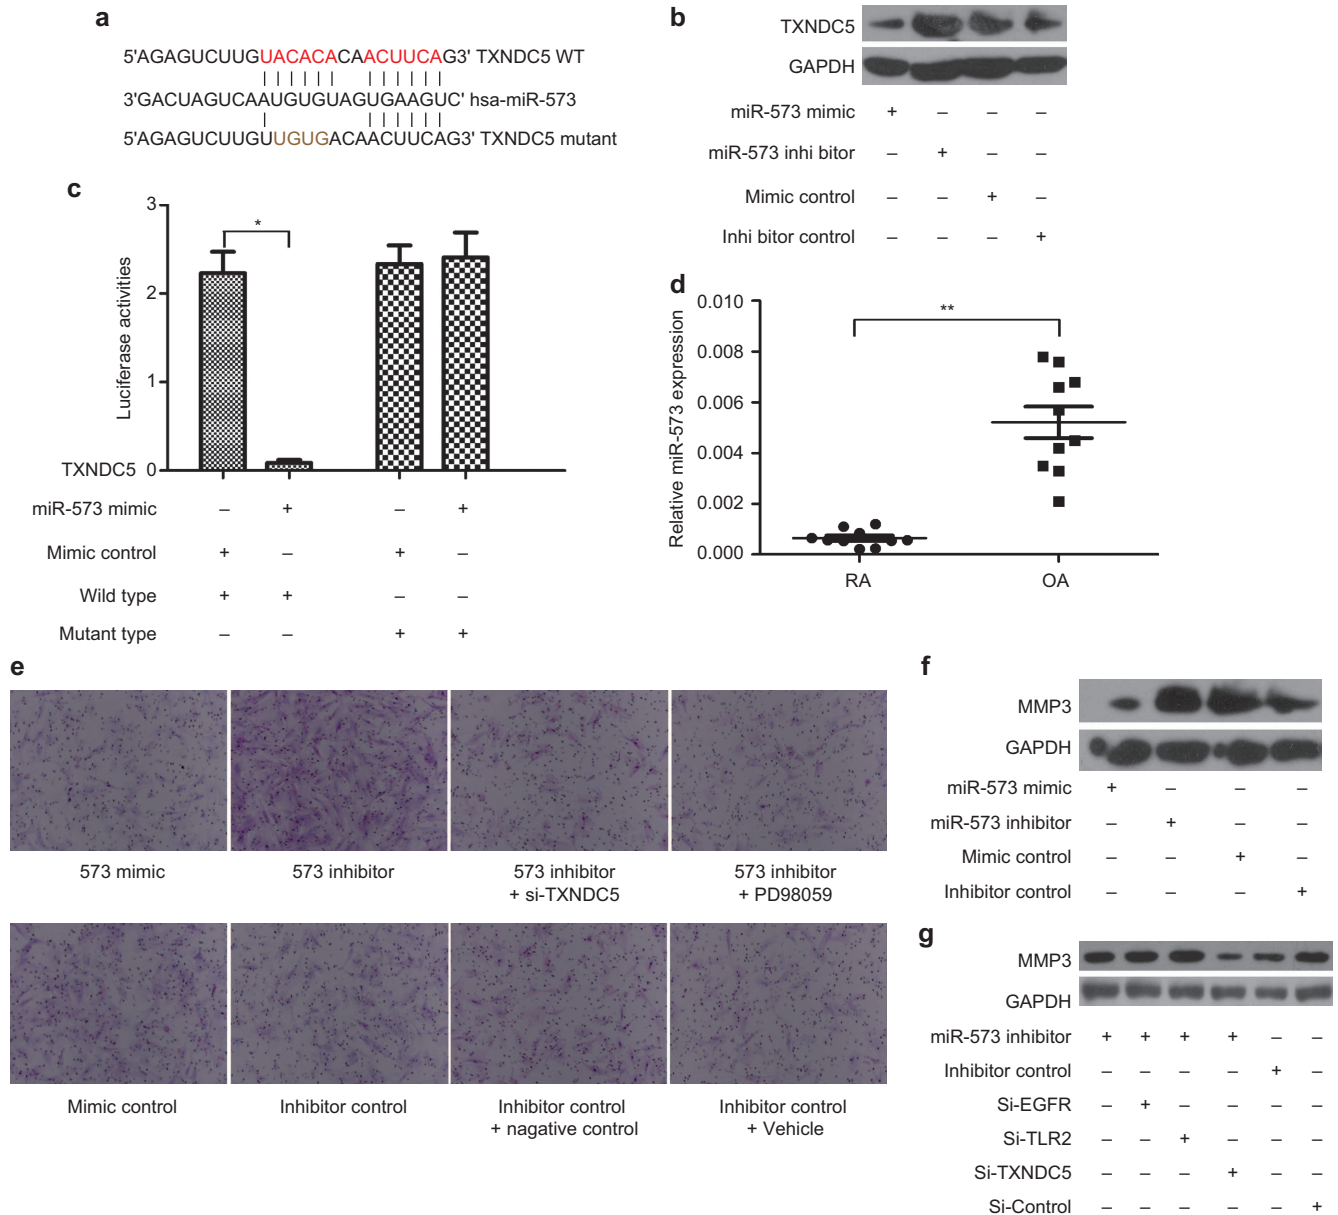 a
5'AGAGUCUUGUACACACAACUUCAG3' TXNDC5 WT
3'GACUAGUCAAUGUGUAGUGAAGUC' hsa-miR-573
5'AGAGUCUUGUUGUGACAACUUCAG3' TXNDC5 mutant
b
TXNDC5
GAPDH
miR-573 mimic + – – –
miR-573 inhi bitor – + – –
Mimic control – – + –
Inhi bitor control – – – +
c
Luciferase activities
3
2
1
0
*
TXNDC5
miR-573 mimic – + – +
Mimic control + – + –
Wild type + + – –
Mutant type – – + +
d
Relative miR-573 expression
0.010
0.008
0.006
0.004
0.002
0.000
**
RA OA
e
573 mimic
573 inhibitor
573 inhibitor
+ si-TXNDC5
573 inhibitor
+ PD98059
Mimic control
Inhibitor control
Inhibitor control
+ nagative control
Inhibitor control
+ Vehicle
f
MMP3
GAPDH
miR-573 mimic + – – –
miR-573 inhibitor – + – –
Mimic control – – + –
Inhibitor control – – – +
g
MMP3
GAPDH
miR-573 inhibitor + + + + – –
Inhibitor control – – – – + –
Si-EGFR – + – – – –
Si-TLR2 – – + – – –
Si-TXNDC5 – – – + – –
Si-Control – – – – – +